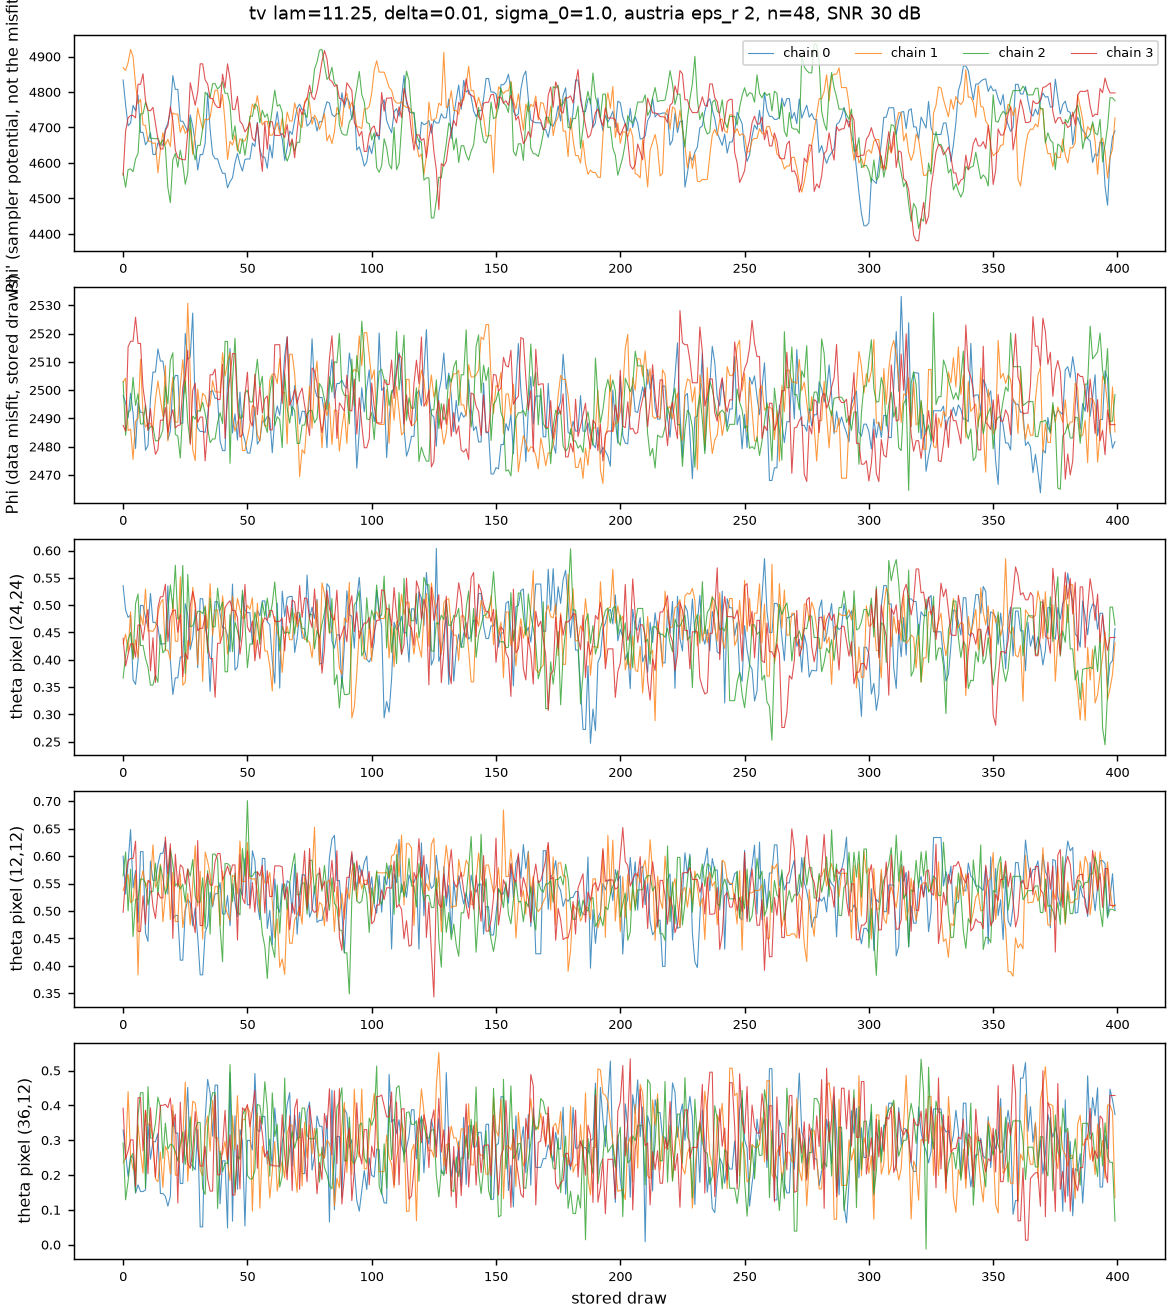 tv lam=11.25, delta=0.01, sigma_0=1.0, austria eps_r 2, n=48, SNR 30 dB
chain 0 chain 1 chain 2 chain 3
(sampler potential, not the misfit
4900
4800
4700
4600
4500
4400
0 50 100 150 200 250 300 350 400
Phi (data misfit, stored draws)
2530
2520
2510
2500
2490
2480
2470
0 50 100 150 200 250 300 350 400
theta pixel (24,24)
0.60
0.55
0.50
0.45
0.40
0.35
0.30
0.25
0 50 100 150 200 250 300 350 400
theta pixel (12,12)
0.70
0.65
0.60
0.55
0.50
0.45
0.40
0.35
0 50 100 150 200 250 300 350 400
theta pixel (36,12)
0.5
0.4
0.3
0.2
0.1
0.0
0 50 100 150 200 250 300 350 400
stored draw